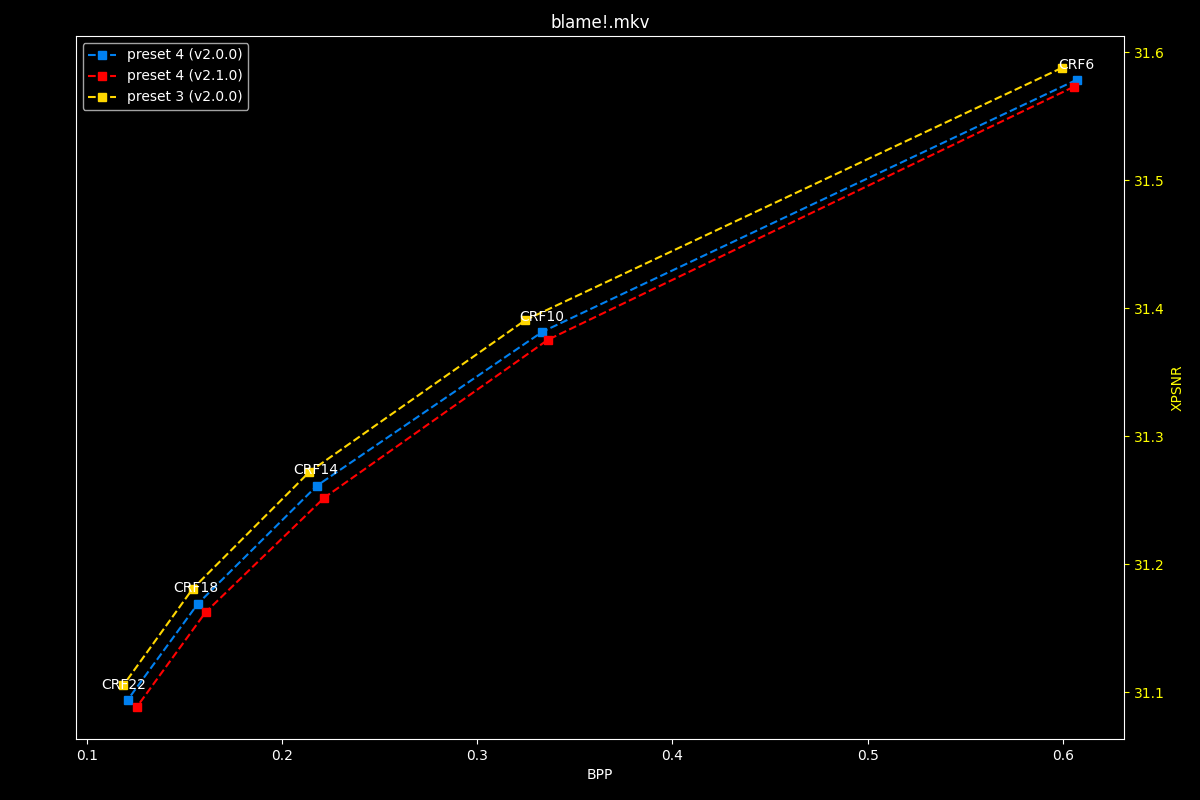 blame!.mkv
preset 4 (v2.0.0)
preset 4 (v2.1.0)
preset 3 (v2.0.0)
CRF6
CRF10
CRF14
CRF18
CRF22
31.6
31.5
31.4
31.3
31.2
31.1
XPSNR
0.1 0.2 0.3 0.4 0.5 0.6
BPP